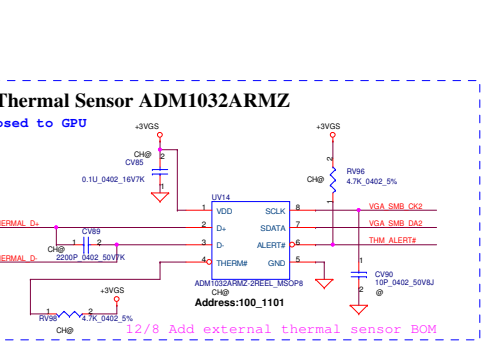 Thermal Sensor ADM1032ARMZ
osed to GPU
+3VGS
+3VGS
CH@
2
CV85
1
0.1U_0402_16V7K
2
RV96
CH@
4.7K_0402_5%
1
UV14
1
VDD
SCLK
8
VGA_SMB_CK2
HERMAL_D+
2
D+
SDATA
7
VGA_SMB_DA2
CV89
1
2
CH@
2200P_0402_50V7K
3
D-
ALERT#
6
THM_ALERT#
HERMAL_D-
4
THERM#
GND
5
1
CV90
10P_0402_50V8J
2
@
ADM1032ARMZ-2REEL_MSOP8
CH@
Address:100_1101
+3VGS
1
2
RV98
4.7K_0402_5%
CH@
12/8 Add external thermal sensor BOM